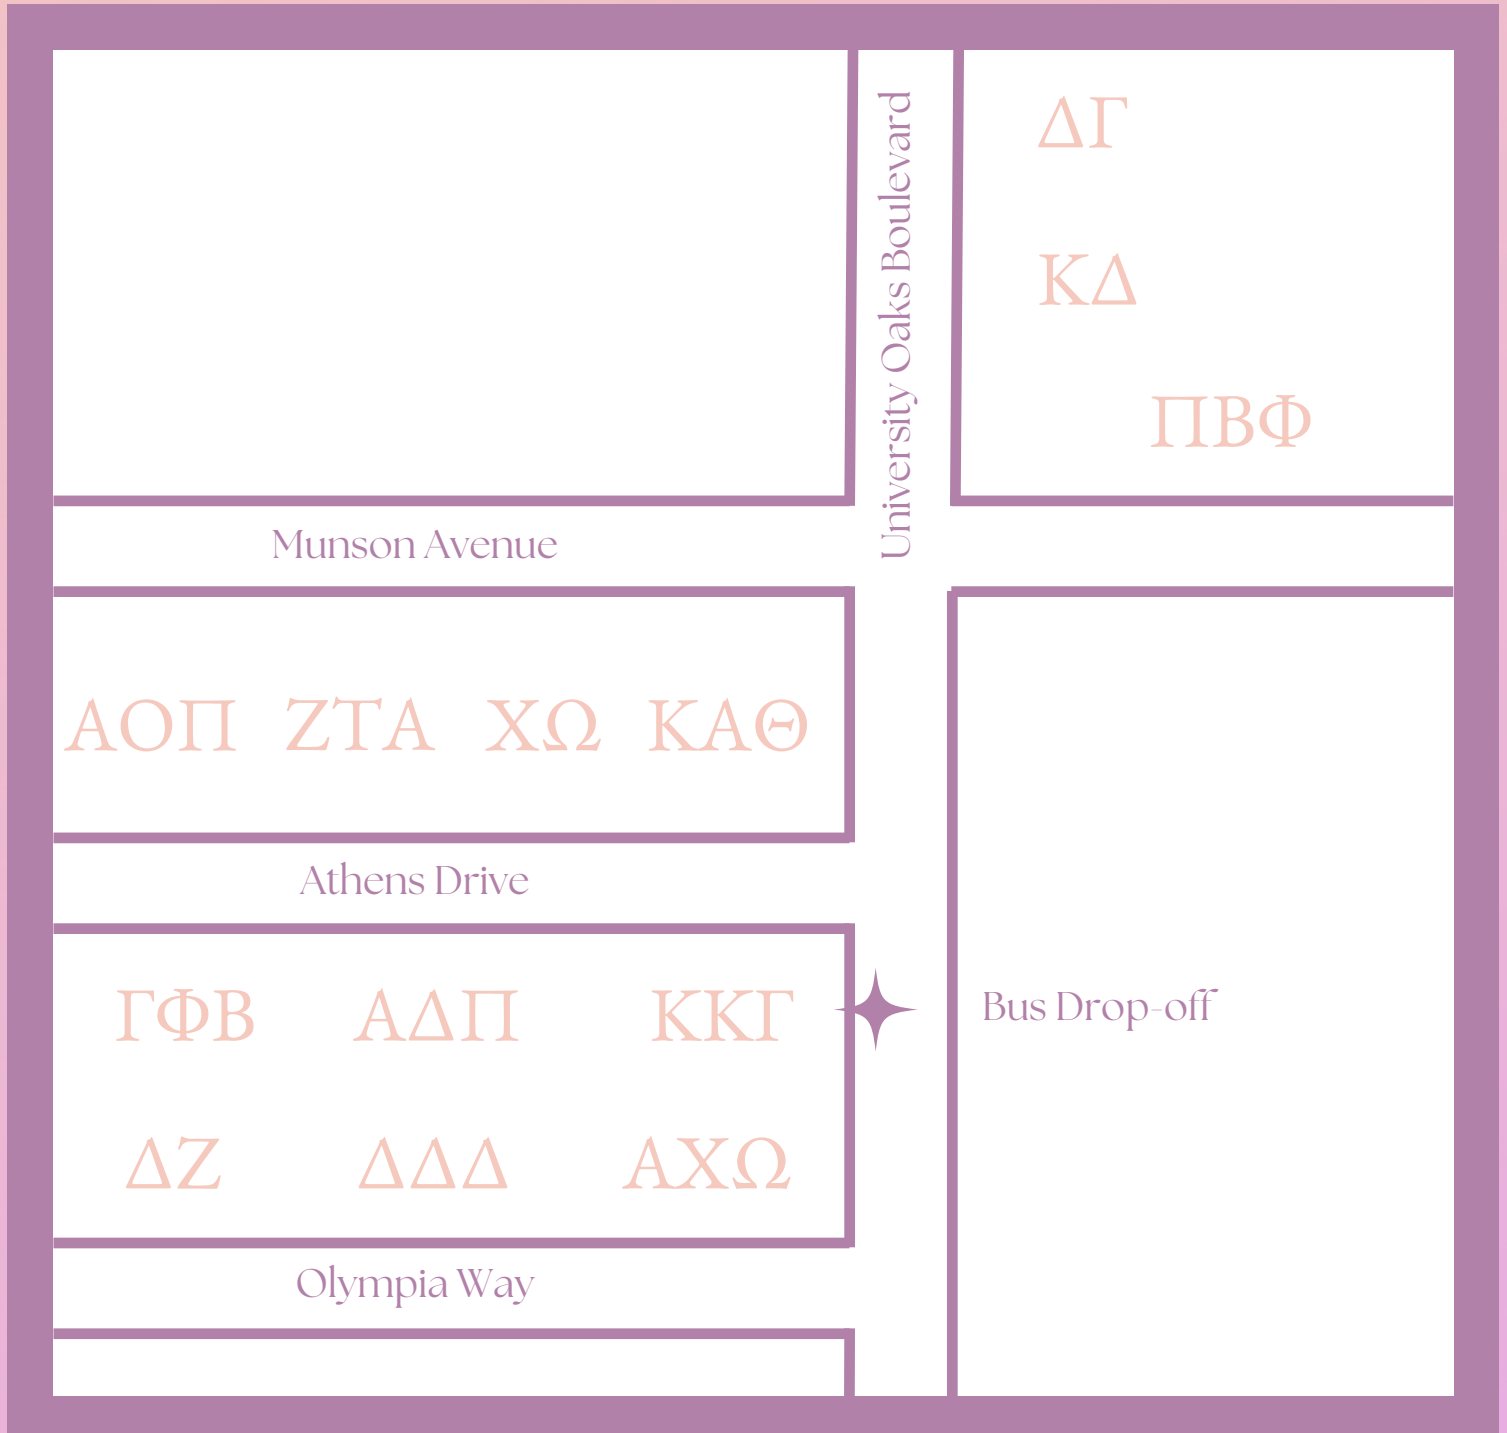 University Oaks Boulevard
ΔΓ
ΚΔ
ΠΒΦ
Munson Avenue
ΑΟΠ ΖΤΑ ΧΩ ΚΑΘ
Athens Drive
ΓΦΒ ΑΔΠ ΚΚΓ
Bus Drop-off
ΔΖ ΔΔΔ ΑΧΩ
Olympia Way